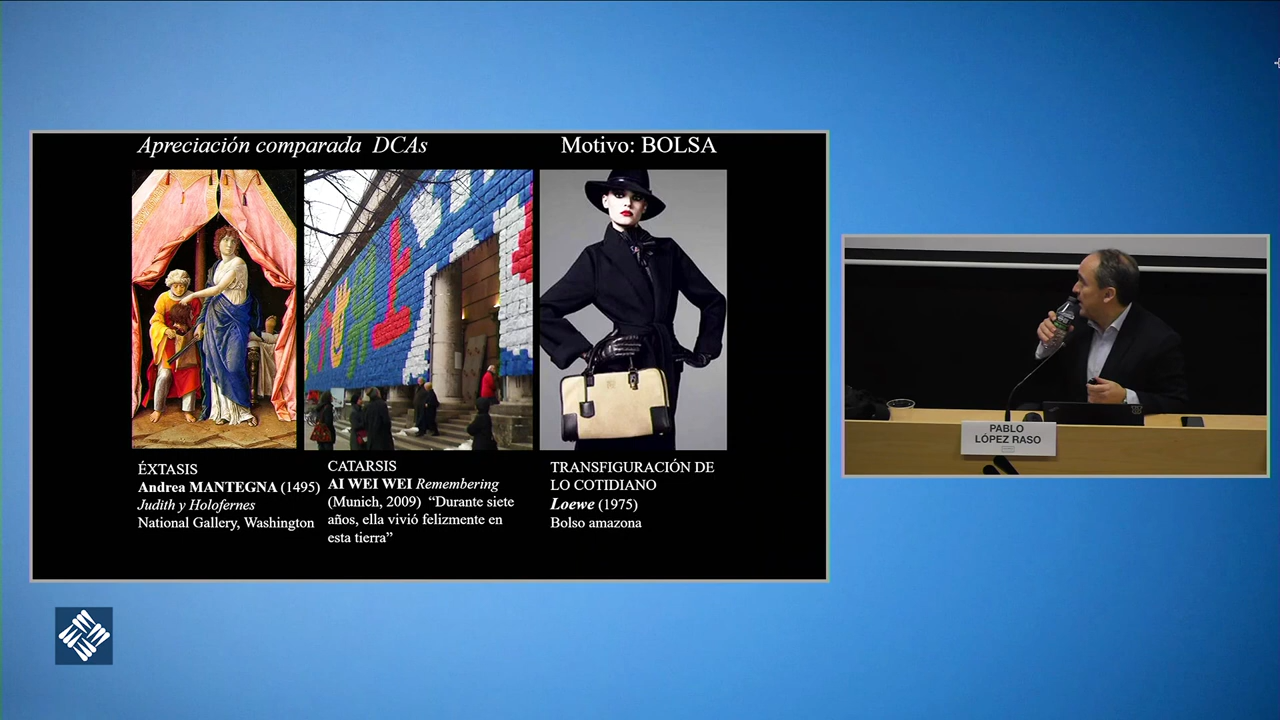 Apreciación comparada DCAs
Motivo: BOLSA
ÉXTASIS
Andrea MANTEGNA (1495)
Judith y Holofernes
National Gallery, Washington
CATARSIS
AI WEI WEI Remembering
(Munich, 2009) “Durante siete
años, ella vivió felizmente en
esta tierra”
TRANSFIGURACIÓN DE
LO COTIDIANO
Loewe (1975)
Bolso amazona
PABLO
LÓPEZ RASO